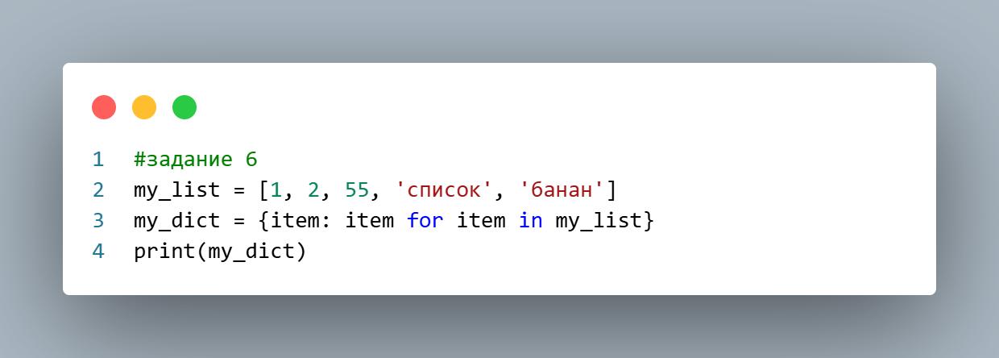 1 #задание 6
2 my_list = [1, 2, 55, 'список', 'банан']
3 my_dict = {item: item for item in my_list}
4 print(my_dict)